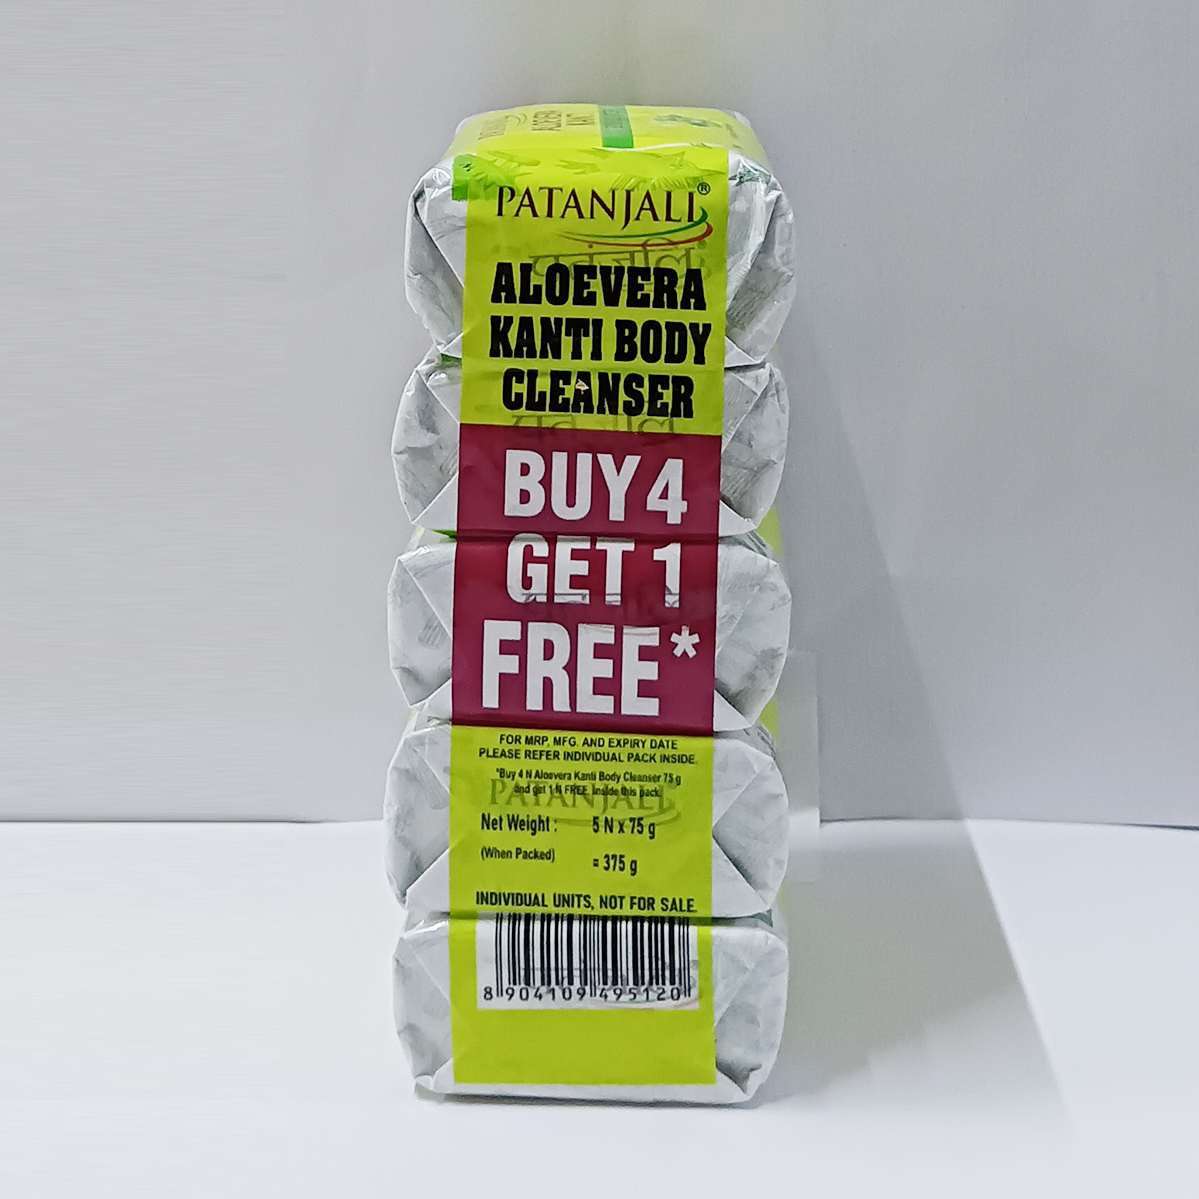 PATANJALI®
ALOEVERA
KANTI BODY
CLEANSER
BUY 4
GET 1
FREE*
FOR MRP, MFG. AND EXPIRY DATE
PLEASE REFER INDIVIDUAL PACK INSIDE.
*Buy 4 N Aloevera Kanti Body Cleanser 75 g
and get 1 N FREE, inside this pack.
PATANJALI
Net Weight : 5 N x 75 g
(When Packed) = 375 g
INDIVIDUAL UNITS, NOT FOR SALE.
8 904109 495120